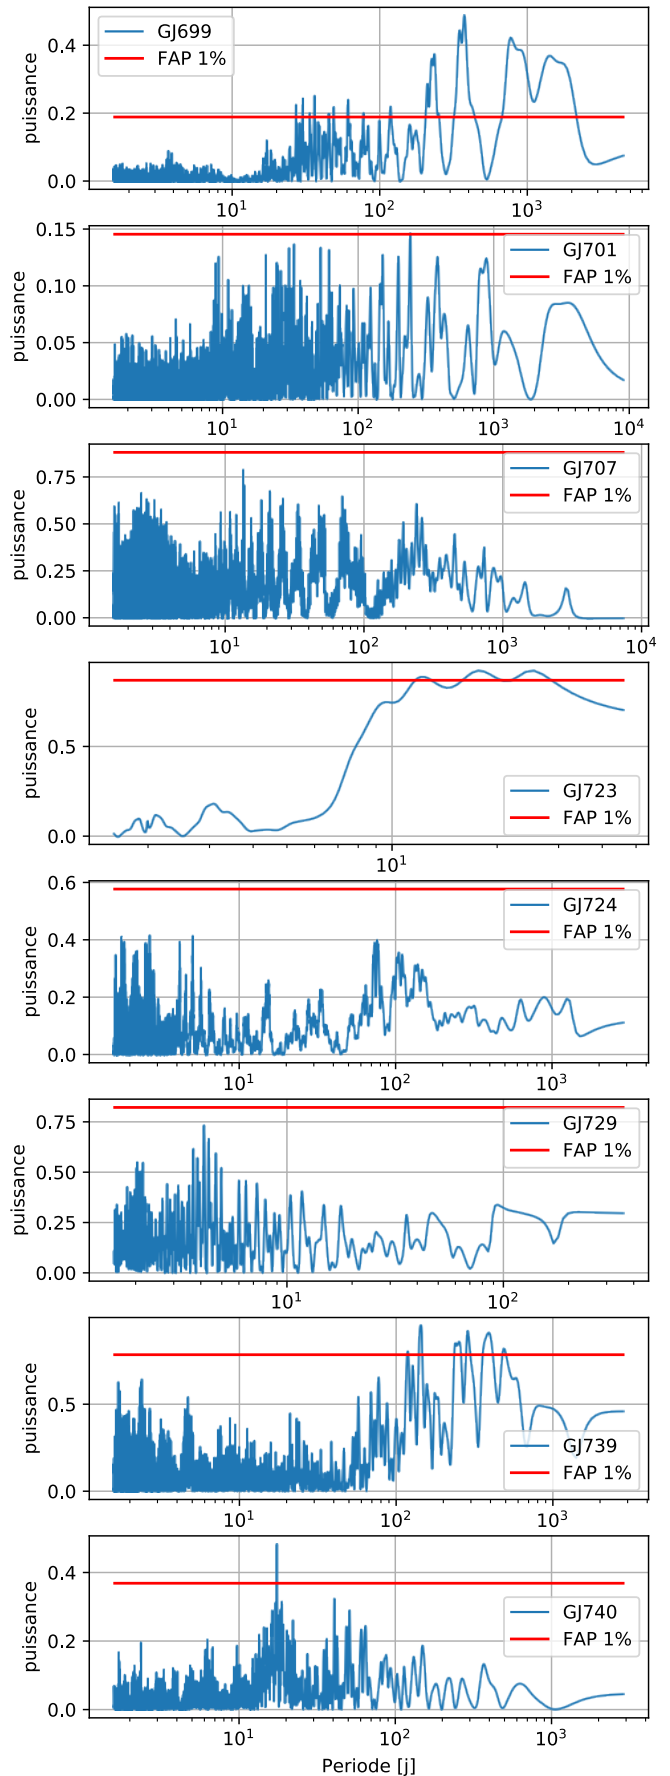 GJ699
FAP 1%
puissance
0.4
0.2
0.0
10¹ 10² 10³
GJ701
FAP 1%
puissance
0.15
0.10
0.05
0.00
10¹ 10² 10³ 10⁴
GJ707
FAP 1%
puissance
0.75
0.50
0.25
0.00
10¹ 10² 10³ 10⁴
GJ723
FAP 1%
puissance
0.5
0.0
10¹
GJ724
FAP 1%
puissance
0.6
0.4
0.2
0.0
10¹ 10² 10³
GJ729
FAP 1%
puissance
0.75
0.50
0.25
0.00
10¹ 10²
GJ739
FAP 1%
puissance
0.5
0.0
10¹ 10² 10³
GJ740
FAP 1%
puissance
0.4
0.2
0.0
10¹ 10² 10³
Periode [j]